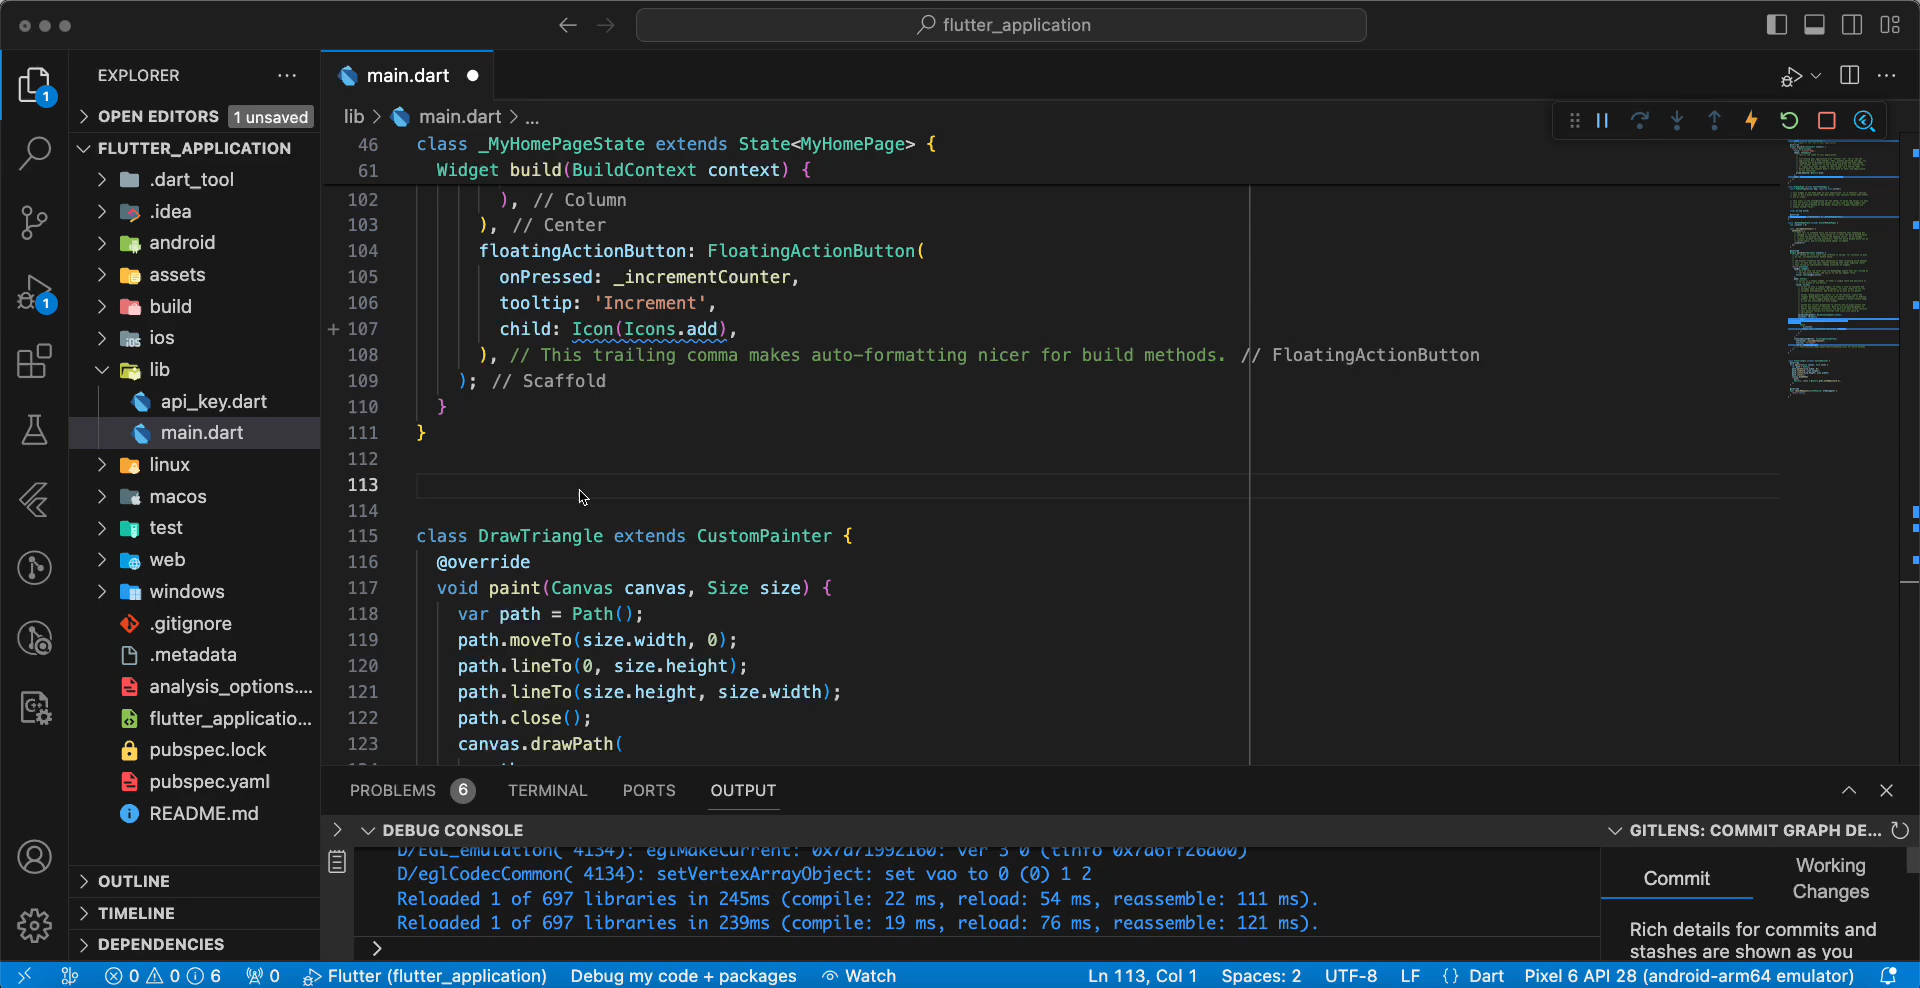 flutter_application
EXPLORER
OPEN EDITORS 1 unsaved
FLUTTER_APPLICATION
.dart_tool
.idea
android
assets
build
ios
lib
api_key.dart
main.dart
linux
macos
test
web
windows
.gitignore
.metadata
analysis_options....
flutter_applicatio...
pubspec.lock
pubspec.yaml
README.md
OUTLINE
TIMELINE
DEPENDENCIES
1
1
main.dart
lib > main.dart > ...
46 class _MyHomePageState extends State<MyHomePage> {
61 Widget build(BuildContext context) {
102 ), // Column
103 ), // Center
104 floatingActionButton: FloatingActionButton(
105 onPressed: _incrementCounter,
106 tooltip: 'Increment',
107 child: Icon(Icons.add),
108 ), // This trailing comma makes auto-formatting nicer for build methods. // FloatingActionButton
109 ); // Scaffold
110 }
111 }
112
113
114
115 class DrawTriangle extends CustomPainter {
116 @override
117 void paint(Canvas canvas, Size size) {
118 var path = Path();
119 path.moveTo(size.width, 0);
120 path.lineTo(0, size.height);
121 path.lineTo(size.height, size.width);
122 path.close();
123 canvas.drawPath(
PROBLEMS 6 TERMINAL PORTS OUTPUT
DEBUG CONSOLE
D/EGL_emulation( 4134): eglMakeCurrent: 0x7a71992160: ver 3 0 (tinfo 0x7a6ff26a00)
D/eglCodecCommon( 4134): setVertexArrayObject: set vao to 0 (0) 1 2
Reloaded 1 of 697 libraries in 245ms (compile: 22 ms, reload: 54 ms, reassemble: 111 ms).
Reloaded 1 of 697 libraries in 239ms (compile: 19 ms, reload: 76 ms, reassemble: 121 ms).
>
GITLENS: COMMIT GRAPH DE...
Commit
Working
Changes
Rich details for commits and
stashes are shown as you
0 0 6 0 Flutter (flutter_application) Debug my code + packages Watch Ln 113, Col 1 Spaces: 2 UTF-8 LF {} Dart Pixel 6 API 28 (android-arm64 emulator)